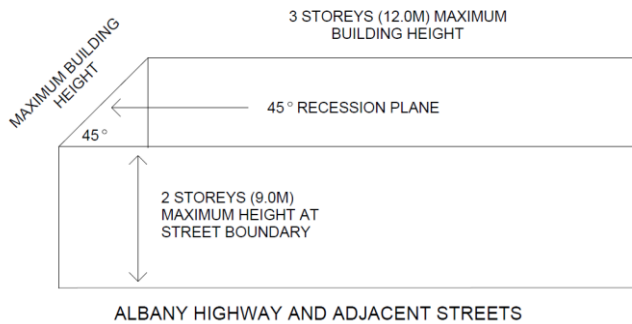 3 STOREYS (12.0M) MAXIMUM
BUILDING HEIGHT
MAXIMUM BUILDING
HEIGHT
45° RECESSION PLANE
45°
2 STOREYS (9.0M)
MAXIMUM HEIGHT AT
STREET BOUNDARY
ALBANY HIGHWAY AND ADJACENT STREETS